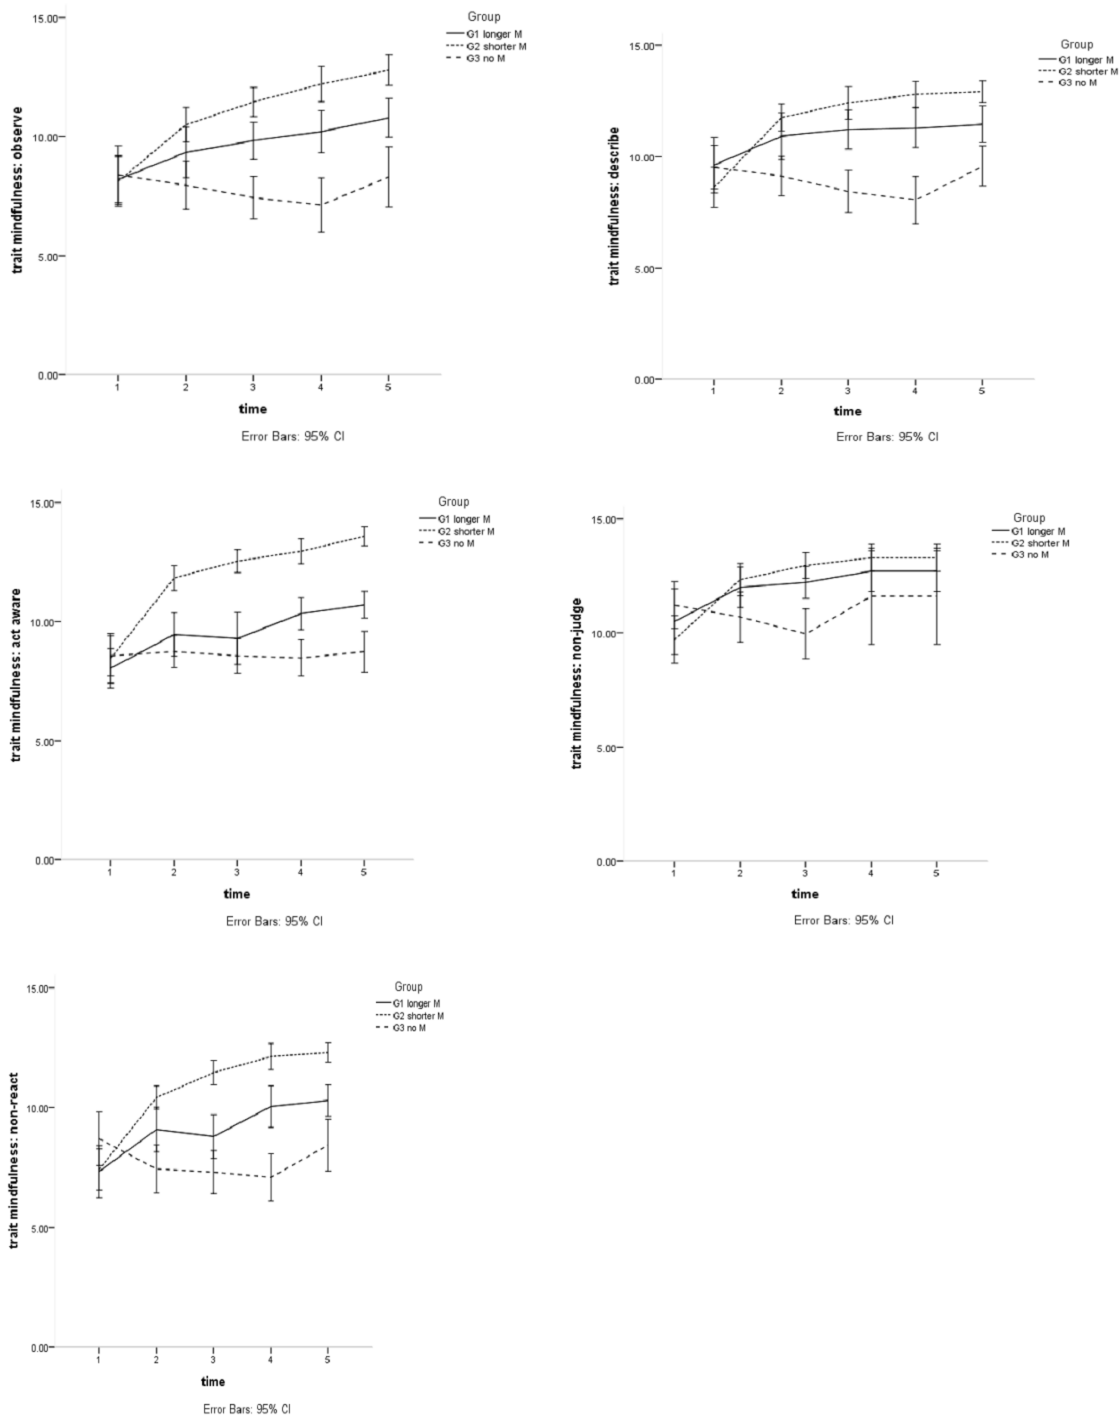 15.00
10.00
5.00
0.00
trait mindfulness: observe
1 2 3 4 5
time
Error Bars: 95% CI
Group
G1 longer M
G2 shorter M
G3 no M
15.00
10.00
5.00
0.00
trait mindfulness: describe
1 2 3 4 5
time
Error Bars: 95% CI
Group
G1 longer M
G2 shorter M
G3 no M
15.00
10.00
5.00
0.00
trait mindfulness: act aware
1 2 3 4 5
time
Error Bars: 95% CI
Group
G1 longer M
G2 shorter M
G3 no M
15.00
10.00
5.00
0.00
trait mindfulness: non-judge
1 2 3 4 5
time
Error Bars: 95% CI
Group
G1 longer M
G2 shorter M
G3 no M
15.00
10.00
5.00
0.00
trait mindfulness: non-react
1 2 3 4 5
time
Error Bars: 95% CI
Group
G1 longer M
G2 shorter M
G3 no M